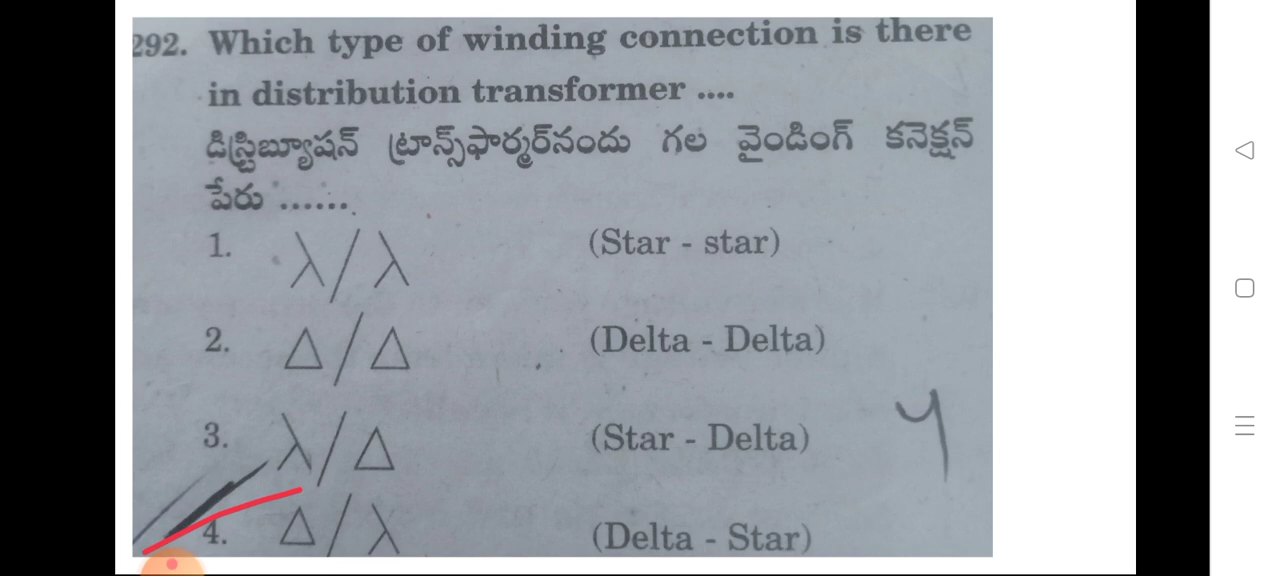 292. Which type of winding connection is there
in distribution transformer ....
డిస్ట్రిబ్యూషన్ ట్రాన్స్‌ఫార్మర్‌నందు గల వైండింగ్ కనెక్షన్
పేరు ......
1. λ/λ (Star - star)
2. Δ/Δ (Delta - Delta)
3. λ/Δ (Star - Delta)
4. Δ/λ (Delta - Star)
4